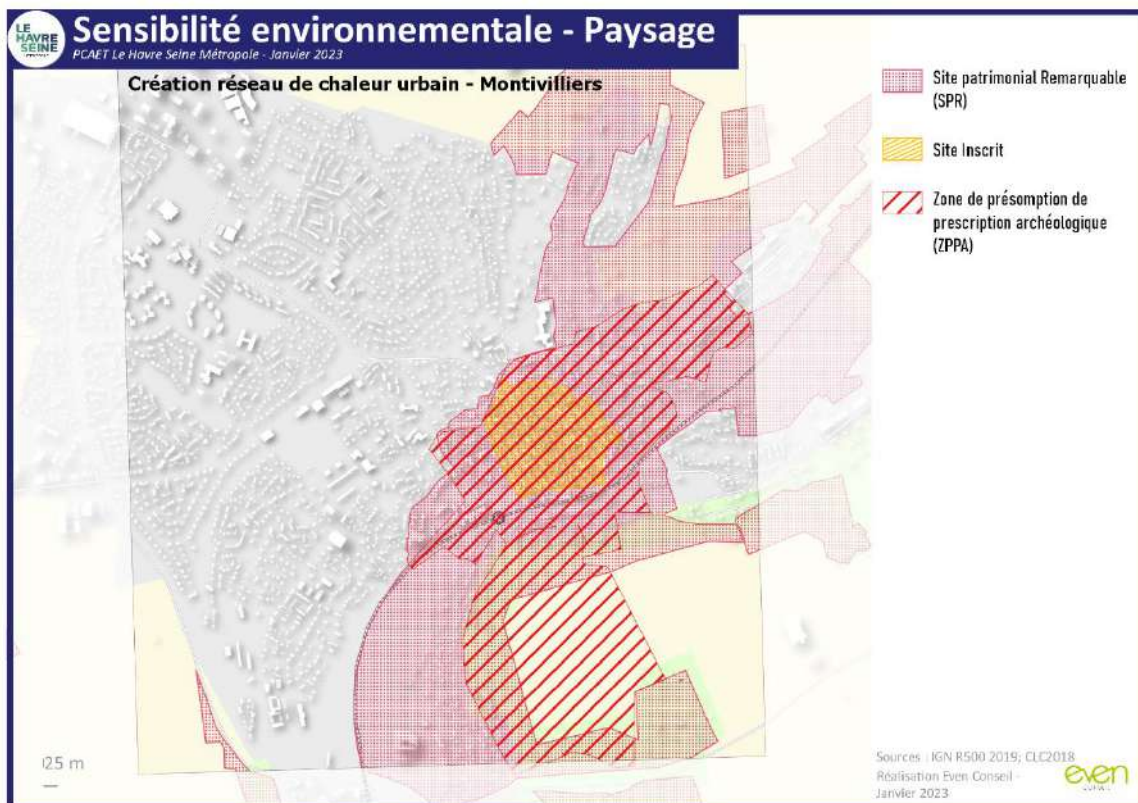 LE
HAVRE
SEINE
Sensibilité environnementale - Paysage
PCAET Le Havre Seine Métropole - Janvier 2023
Création réseau de chaleur urbain - Montivilliers
Site patrimonial Remarquable
(SPR)
Site Inscrit
Zone de présomption de
prescription archéologique
(ZPPA)
25 m
Sources : IGN R500 2019; CLC2018
Réalisation Even Conseil -
Janvier 2023
even